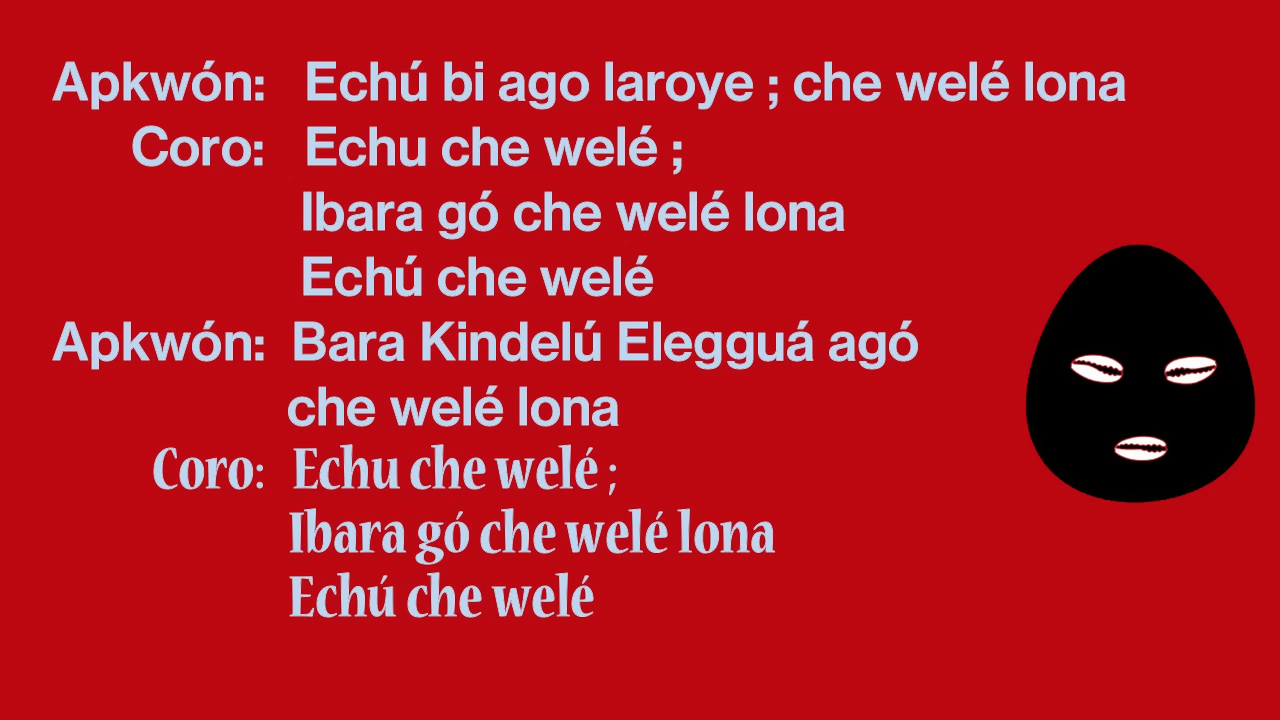 Apkwón: Echú bi ago laroye ; che welé lona
Coro: Echu che welé ;
Ibara gó che welé lona
Echú che welé
Apkwón: Bara Kindelú Elegguá agó
che welé lona
Coro: Echu che welé ;
Ibara gó che welé lona
Echú che welé